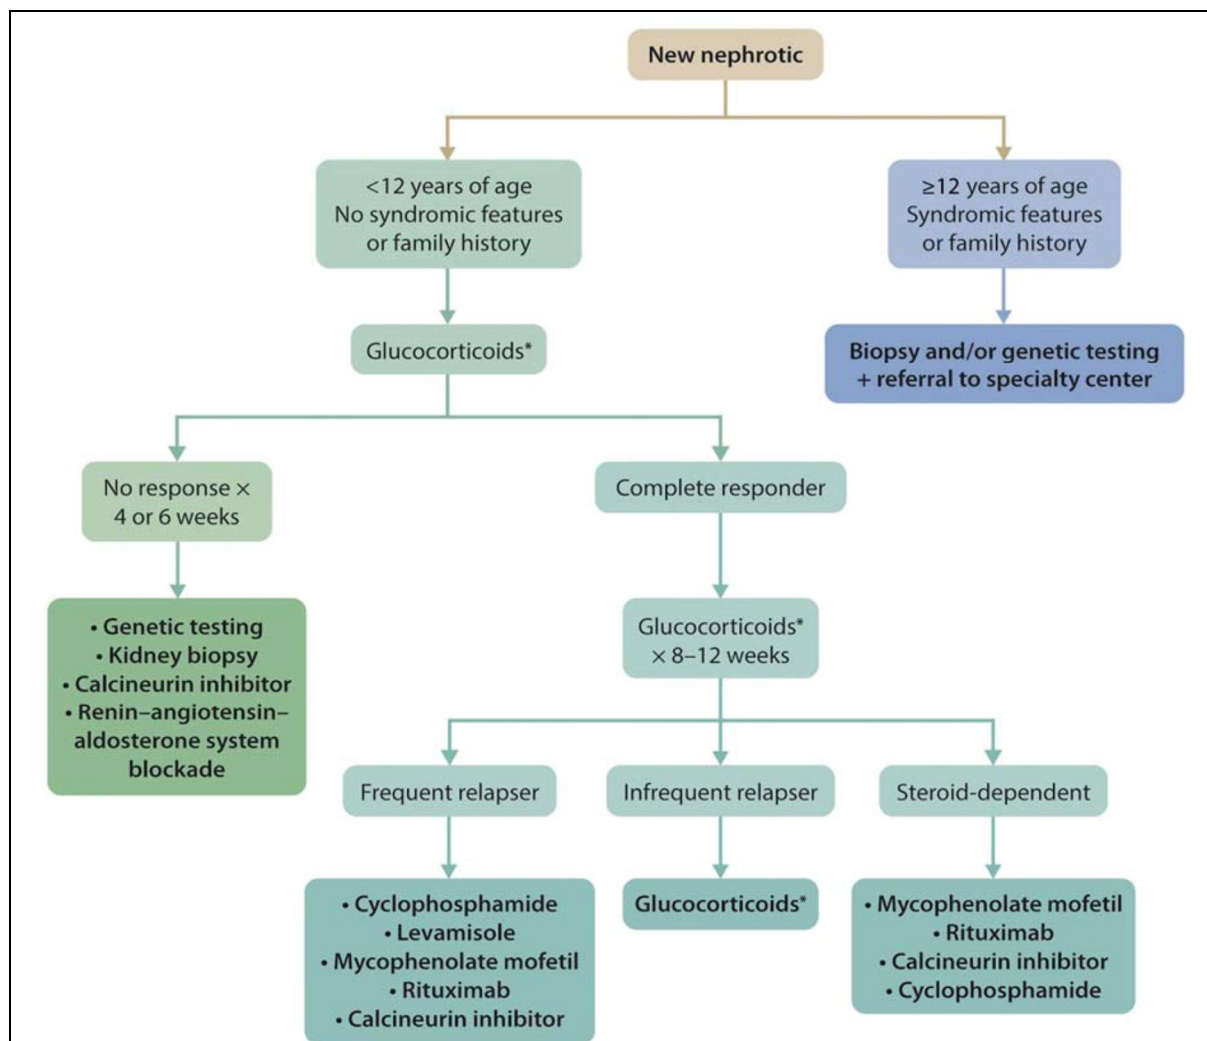 New nephrotic
<12 years of age
No syndromic features
or family history
≥12 years of age
Syndromic features
or family history
Glucocorticoids*
Biopsy and/or genetic testing
+ referral to specialty center
No response ×
4 or 6 weeks
Complete responder
• Genetic testing
• Kidney biopsy
• Calcineurin inhibitor
• Renin–angiotensin–
aldosterone system
blockade
Glucocorticoids*
× 8–12 weeks
Frequent relapser
Infrequent relapser
Steroid-dependent
• Cyclophosphamide
• Levamisole
• Mycophenolate mofetil
• Rituximab
• Calcineurin inhibitor
Glucocorticoids*
• Mycophenolate mofetil
• Rituximab
• Calcineurin inhibitor
• Cyclophosphamide